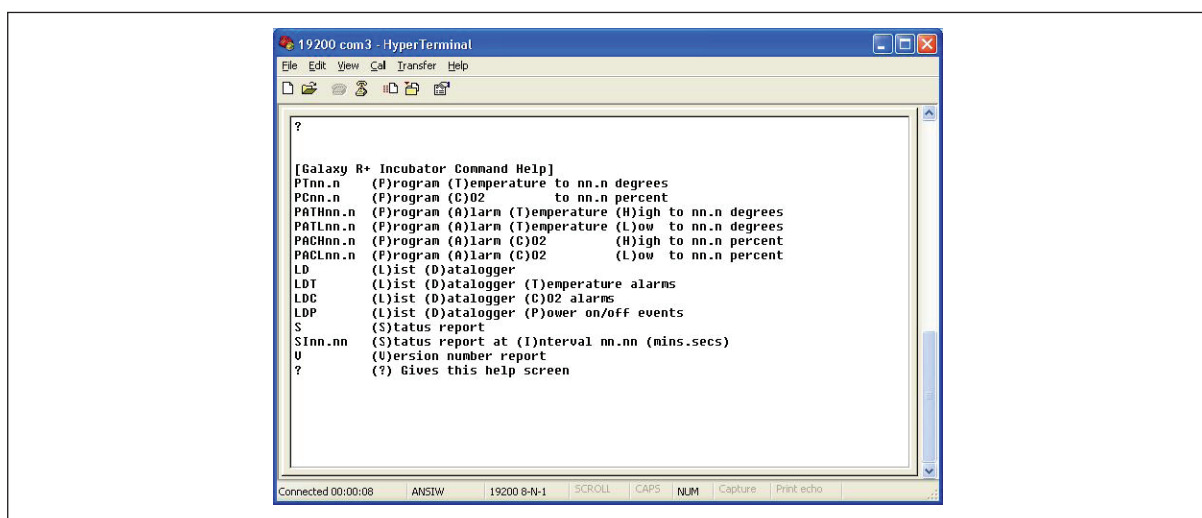 19200 com3 - HyperTerminal
File Edit View Cal Transfer Help
?
[Galaxy R+ Incubator Command Help]
PTnn.n (P)rogram (T)emperature to nn.n degrees
PCnn.n (P)rogram (C)O2 to nn.n percent
PATHnn.n (P)rogram (A)larm (T)emperature (H)igh to nn.n degrees
PATLnn.n (P)rogram (A)larm (T)emperature (L)ow to nn.n degrees
PACHnn.n (P)rogram (A)larm (C)O2 (H)igh to nn.n percent
PACLnn.n (P)rogram (A)larm (C)O2 (L)ow to nn.n percent
LD (L)ist (D)atalogger
LDT (L)ist (D)atalogger (T)emperature alarms
LDC (L)ist (D)atalogger (C)O2 alarms
LDP (L)ist (D)atalogger (P)ower on/off events
S (S)tatus report
SInn.nn (S)tatus report at (I)nterval nn.nn (mins.secs)
V (V)ersion number report
? (?) Gives this help screen
Connected 00:00:08 ANSIW 19200 8-N-1 SCROLL CAPS NUM Capture Print echo